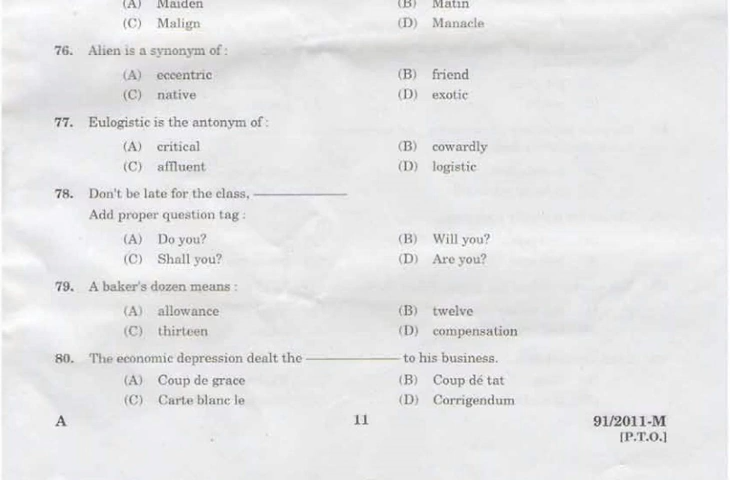 (A) Maiden (B) Matin
(C) Malign (D) Manacle
76. Alien is a synonym of :
(A) eccentric (B) friend
(C) native (D) exotic
77. Eulogistic is the antonym of :
(A) critical (B) cowardly
(C) affluent (D) logistic
78. Don't be late for the class, ————
Add proper question tag :
(A) Do you? (B) Will you?
(C) Shall you? (D) Are you?
79. A baker's dozen means :
(A) allowance (B) twelve
(C) thirteen (D) compensation
80. The economic depression dealt the ———— to his business.
(A) Coup de grace (B) Coup dé tat
(C) Carte blanc le (D) Corrigendum
A 11 91/2011-M
[P.T.O.]